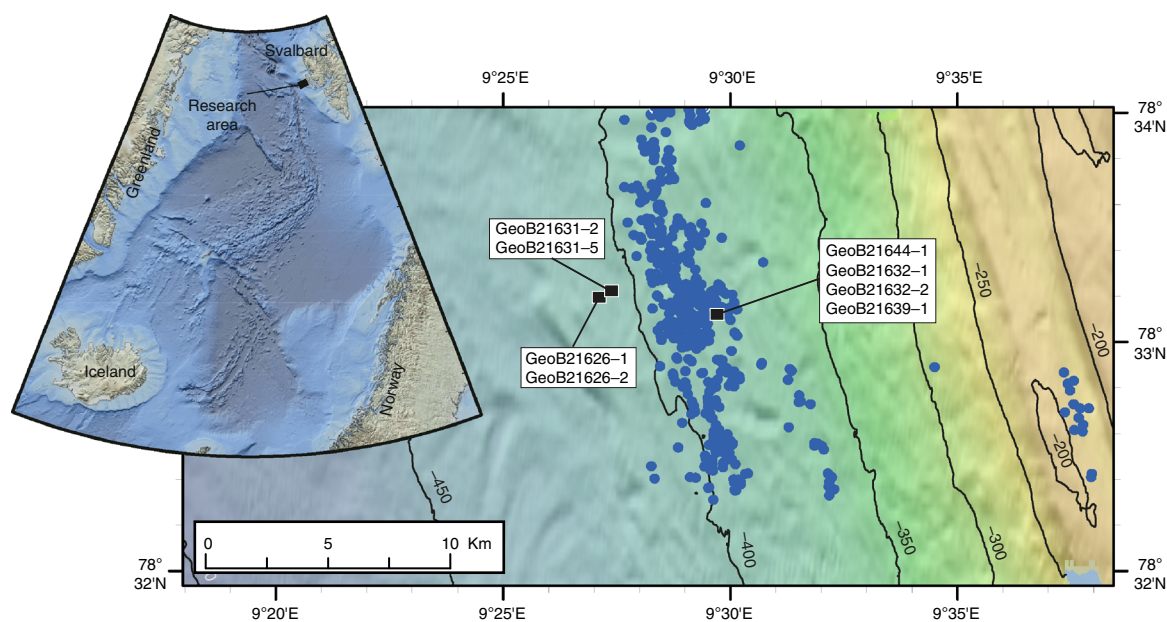 Svalbard
Research
area
Greenland
Iceland
Norway
9°25'E
9°30'E
9°35'E
78°
34'N
GeoB21631–2
GeoB21631–5
GeoB21644–1
GeoB21632–1
GeoB21632–2
GeoB21639–1
GeoB21626–1
GeoB21626–2
–250
–200
78°
33'N
–200
–450
–400
–350
–300
0
5
10
Km
78°
32'N
78°
32'N
9°20'E
9°25'E
9°30'E
9°35'E